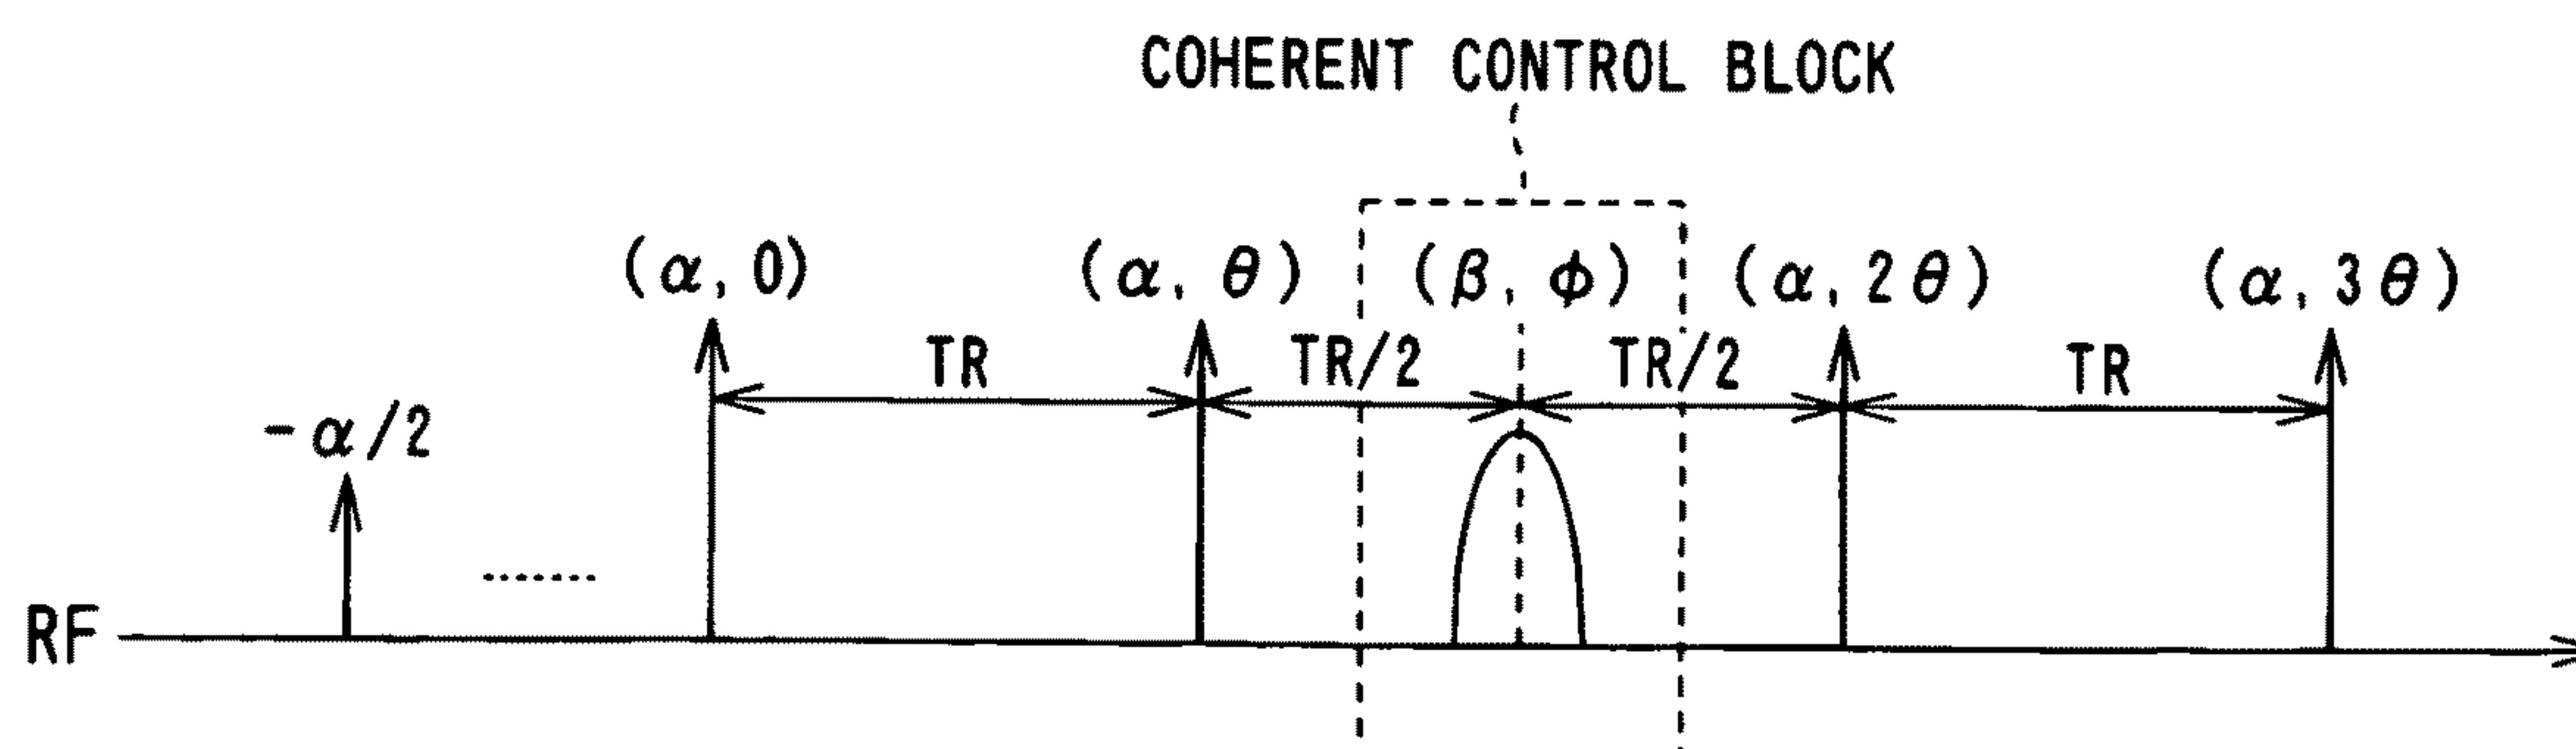 COHERENT CONTROL BLOCK
(α, 0) (α, θ) (β, φ) (α, 2θ) (α, 3θ)
TR TR/2 TR/2 TR
-α/2
RF